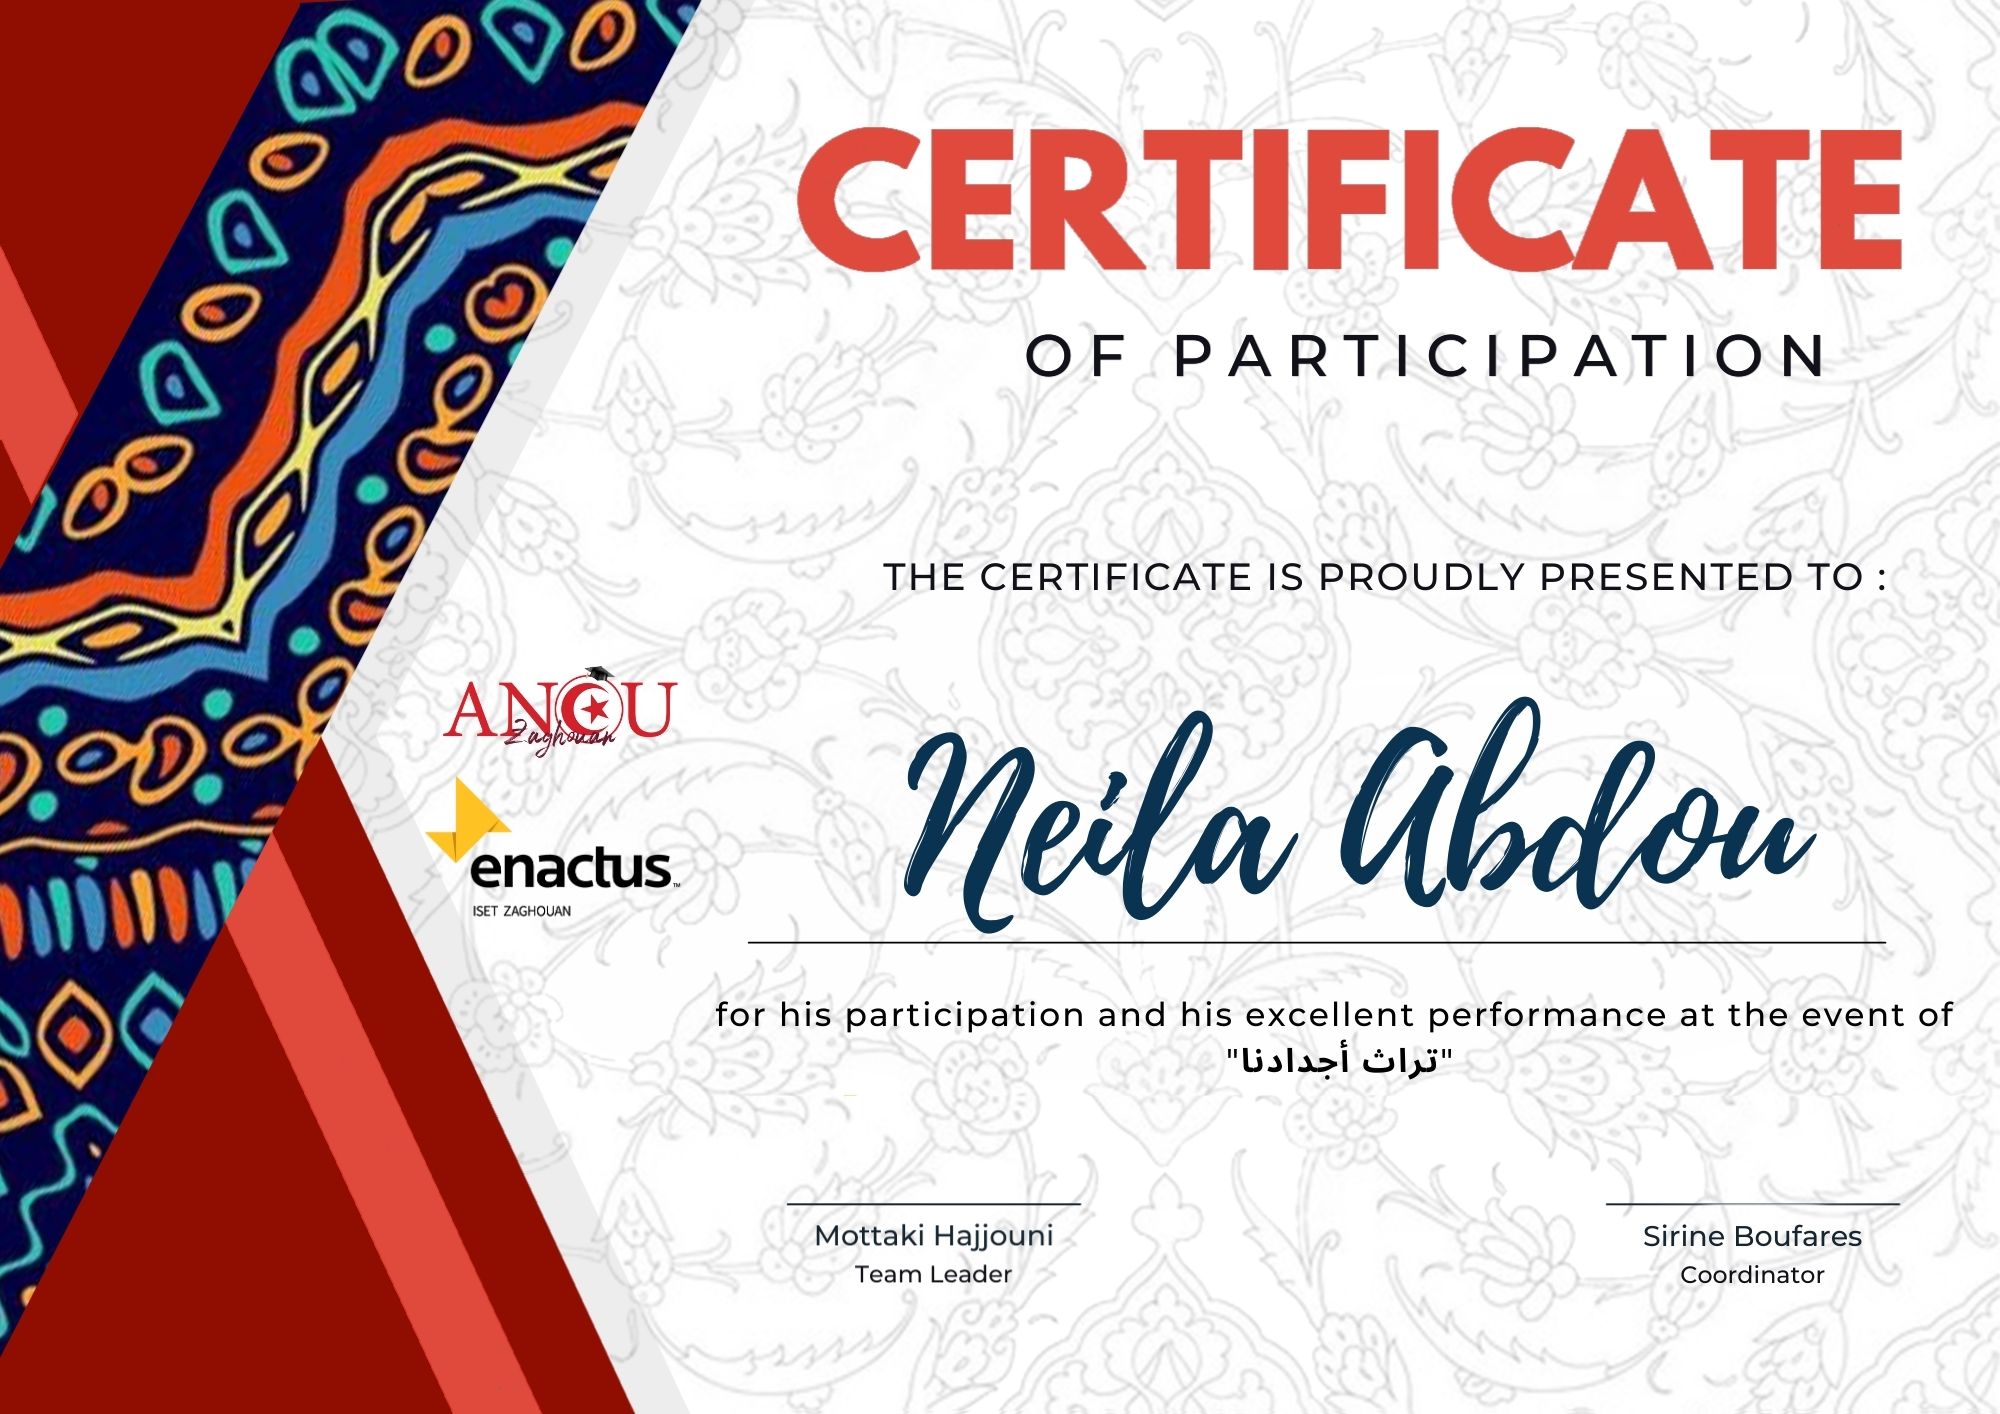 CERTIFICATE
OF PARTICIPATION
THE CERTIFICATE IS PROUDLY PRESENTED TO :
ANCU
Zaghouan
enactus™
ISET ZAGHOUAN
Neila Abdou
for his participation and his excellent performance at the event of
"تراث أجدادنا"
Mottaki Hajjouni
Team Leader
Sirine Boufares
Coordinator